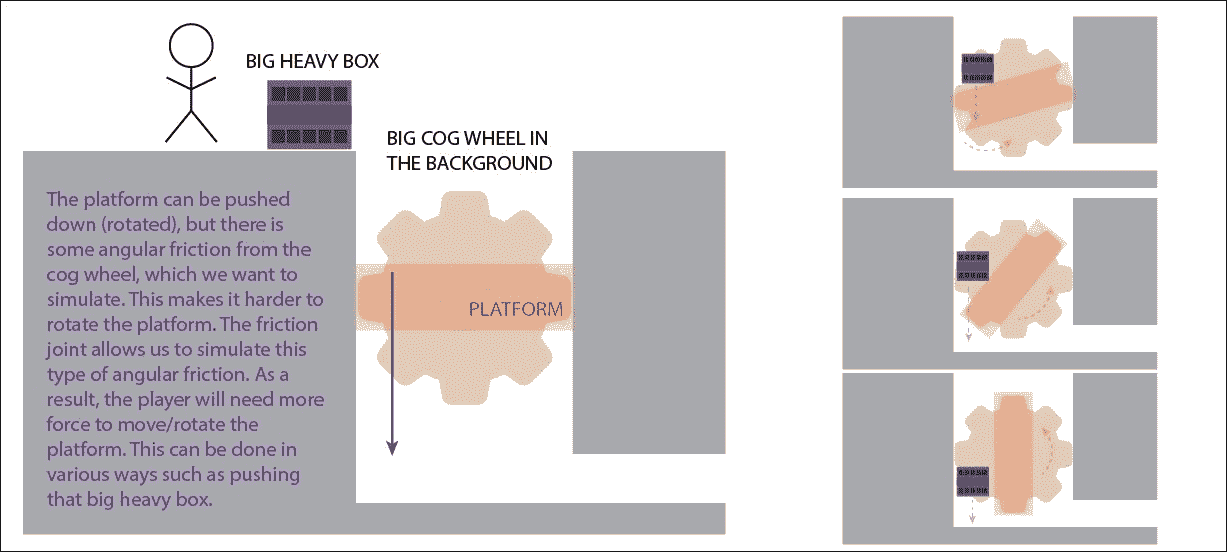 BIG HEAVY BOX
BIG COG WHEEL IN
THE BACKGROUND
The platform can be pushed
down (rotated), but there is
some angular friction from the
cog wheel, which we want to
simulate. This makes it harder to
rotate the platform. The friction
joint allows us to simulate this
type of angular friction. As a
result, the player will need more
force to move/rotate the
platform. This can be done in
various ways such as pushing
that big heavy box.
PLATFORM